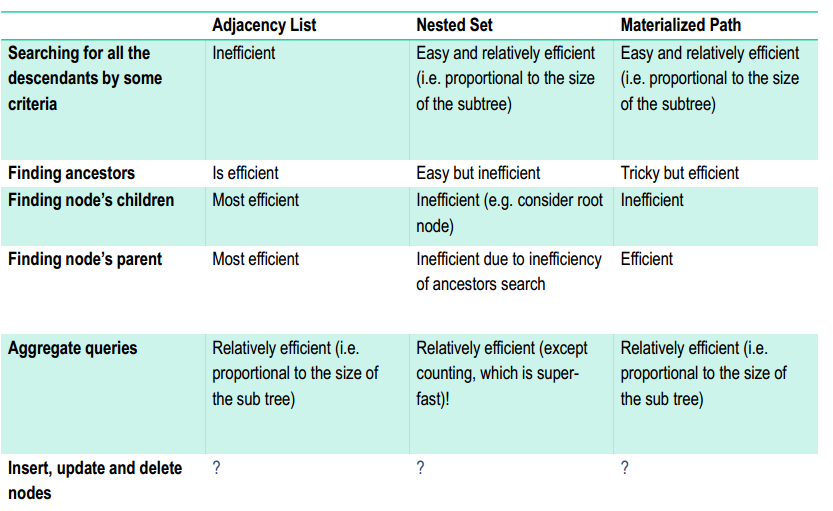 Adjacency List Nested Set Materialized Path
Searching for all the Inefficient Easy and relatively efficient Easy and relatively efficient
descendants by some (i.e. proportional to the size (i.e. proportional to the size
criteria of the subtree) of the subtree)
Finding ancestors Is efficient Easy but inefficient Tricky but efficient
Finding node’s children Most efficient Inefficient (e.g. consider root Inefficient
node)
Finding node’s parent Most efficient Inefficient due to inefficiency Efficient
of ancestors search
Aggregate queries Relatively efficient (i.e. Relatively efficient (except Relatively efficient (i.e.
proportional to the size of counting, which is super- proportional to the size of
the sub tree) fast)! the sub tree)
Insert, update and delete ? ? ?
nodes